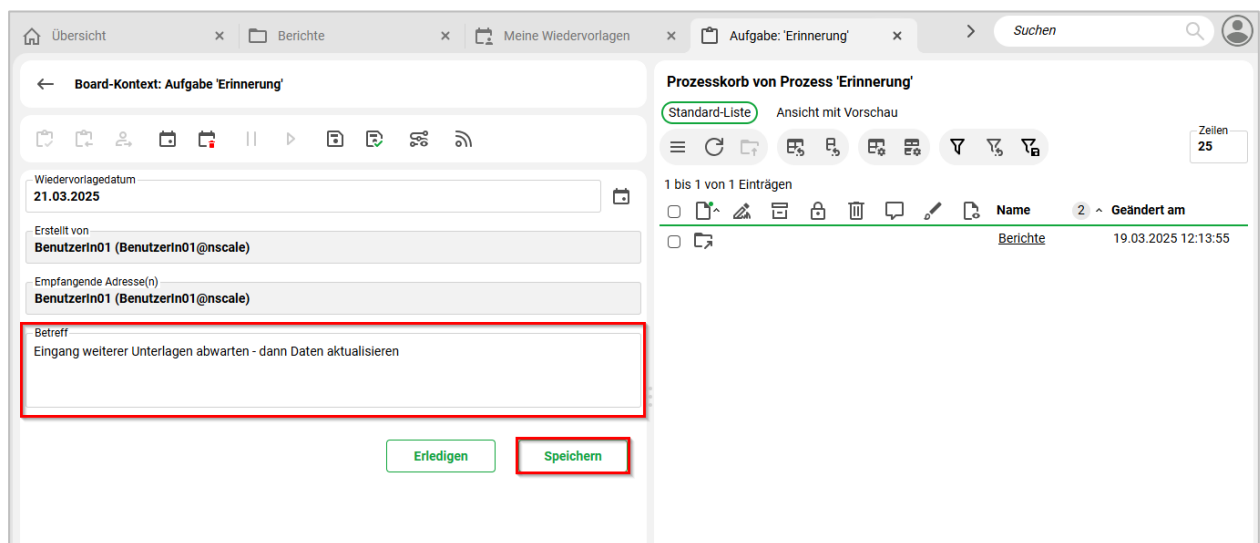 Übersicht
Berichte
Meine Wiedervorlagen
Aufgabe: 'Erinnerung'
Suchen
Board-Kontext: Aufgabe 'Erinnerung'
Wiedervorlagedatum
21.03.2025
Erstellt von
BenutzerIn01 (BenutzerIn01@nscale)
Empfangende Adresse(n)
BenutzerIn01 (BenutzerIn01@nscale)
Betreff
Eingang weiterer Unterlagen abwarten - dann Daten aktualisieren
Erledigen
Speichern
Prozesskorb von Prozess 'Erinnerung'
Standard-Liste
Ansicht mit Vorschau
Zeilen
25
1 bis 1 von 1 Einträgen
Name 2 Geändert am
Berichte 19.03.2025 12:13:55